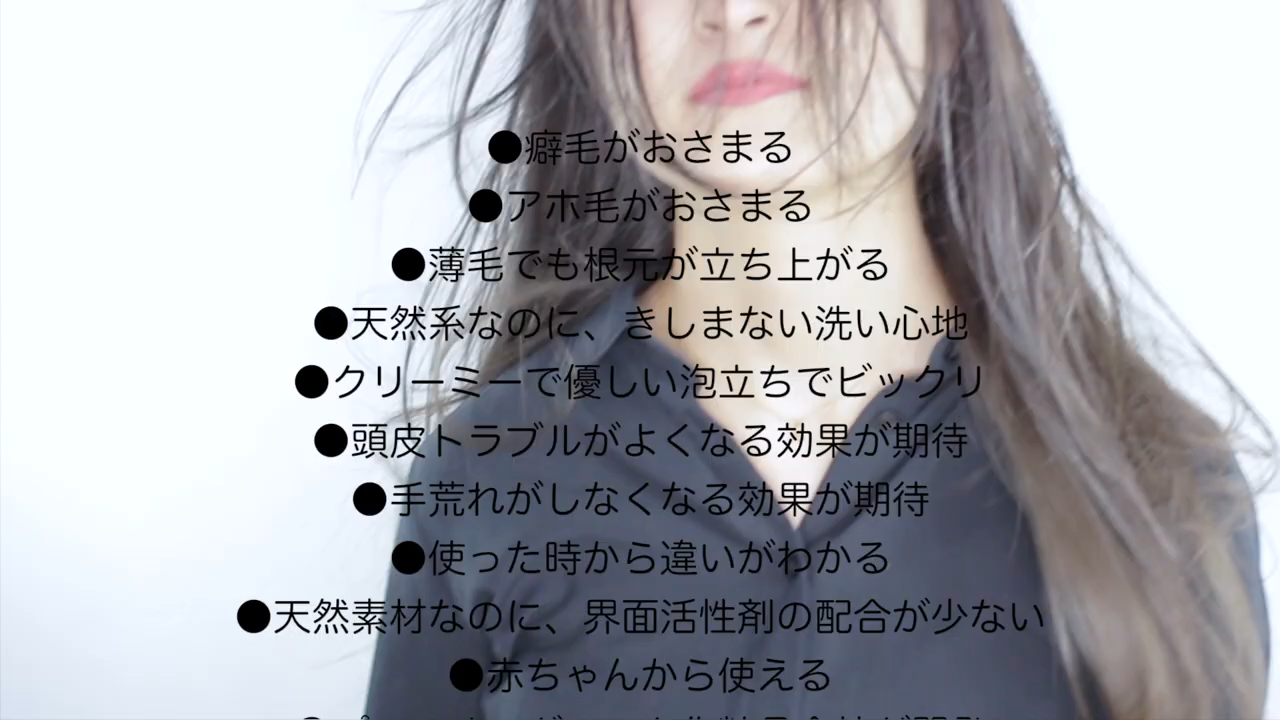 ●癖毛がおさまる
●アホ毛がおさまる
●薄毛でも根元が立ち上がる
●天然系なのに、きしまない洗い心地
●クリーミーで優しい泡立ちでビックリ
●頭皮トラブルがよくなる効果が期待
●手荒れがしなくなる効果が期待
●使った時から違いがわかる
●天然素材なのに、界面活性剤の配合が少ない
●赤ちゃんから使える